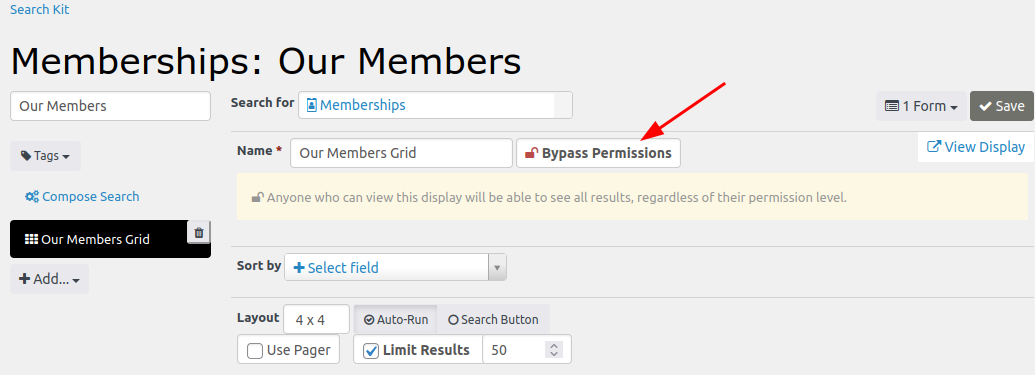 Search Kit
Memberships: Our Members
Our Members
Search for
Memberships
1 Form
Save
Tags
Name *
Our Members Grid
Bypass Permissions
View Display
Compose Search
Anyone who can view this display will be able to see all results, regardless of their permission level.
Our Members Grid
Add...
Sort by
Select field
Layout
4 x 4
Auto-Run
Search Button
Use Pager
Limit Results
50